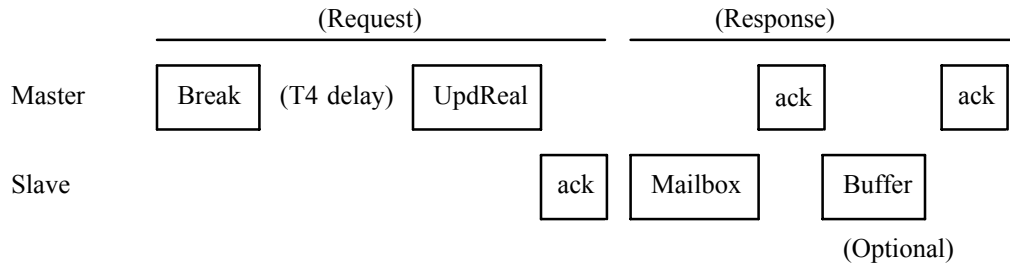 (Request) (Response)
Master Break (T4 delay) UpdReal ack ack
Slave ack Mailbox Buffer
(Optional)